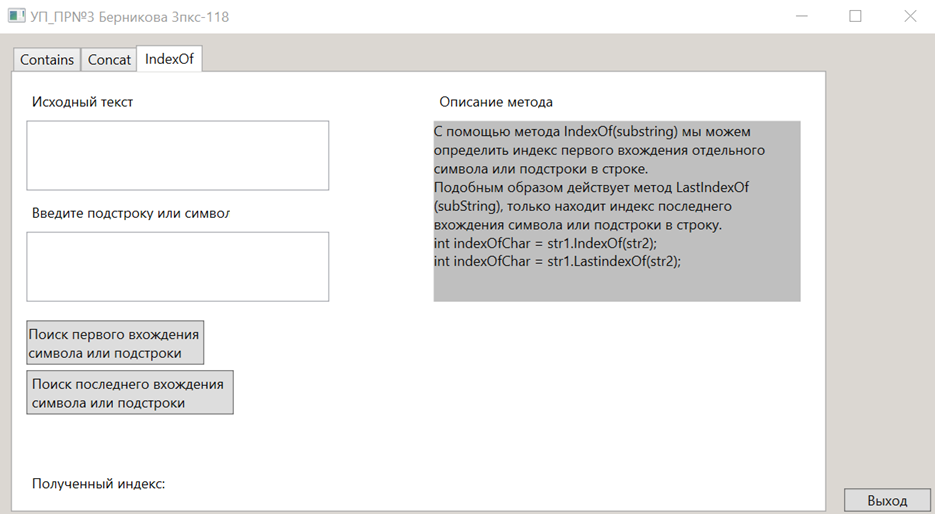 УП_ПР№3 Берникова 3пкс-118
Contains Concat IndexOf
Исходный текст
Введите подстроку или символ
Поиск первого вхождения
символа или подстроки
Поиск последнего вхождения
символа или подстроки
Полученный индекс:
Описание метода
С помощью метода IndexOf(substring) мы можем
определить индекс первого вхождения отдельного
символа или подстроки в строке.
Подобным образом действует метод LastIndexOf
(subString), только находит индекс последнего
вхождения символа или подстроки в строку.
int indexOfChar = str1.IndexOf(str2);
int indexOfChar = str1.LastindexOf(str2);
Выход